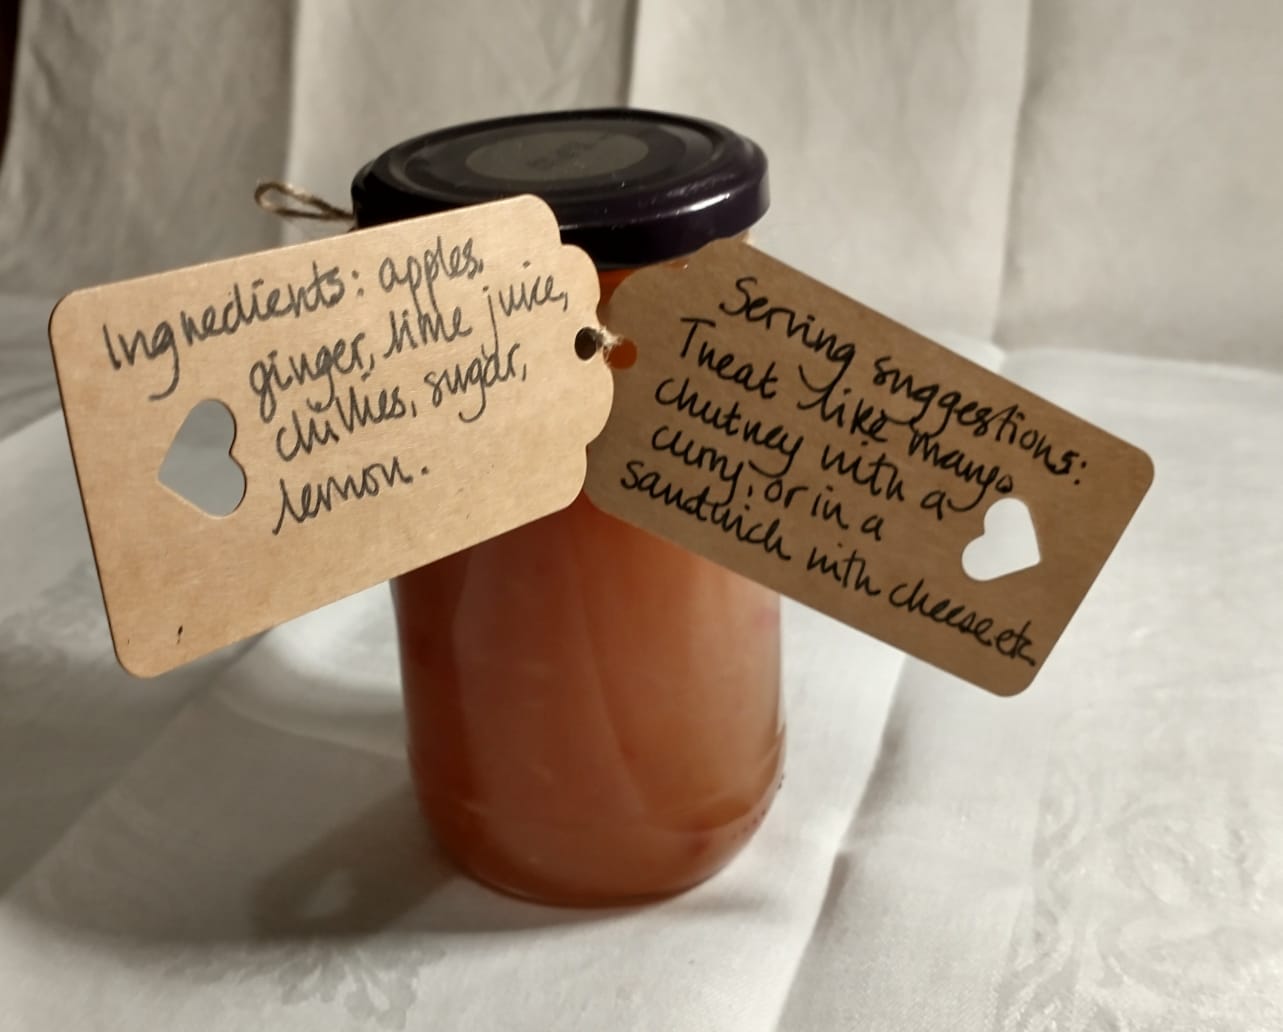 Ingredients: apples,
ginger, lime juice,
chillies, sugar,
lemon.
Serving suggestions:
Treat like mango
chutney with a
curry, or in a
sandwich with cheese etc